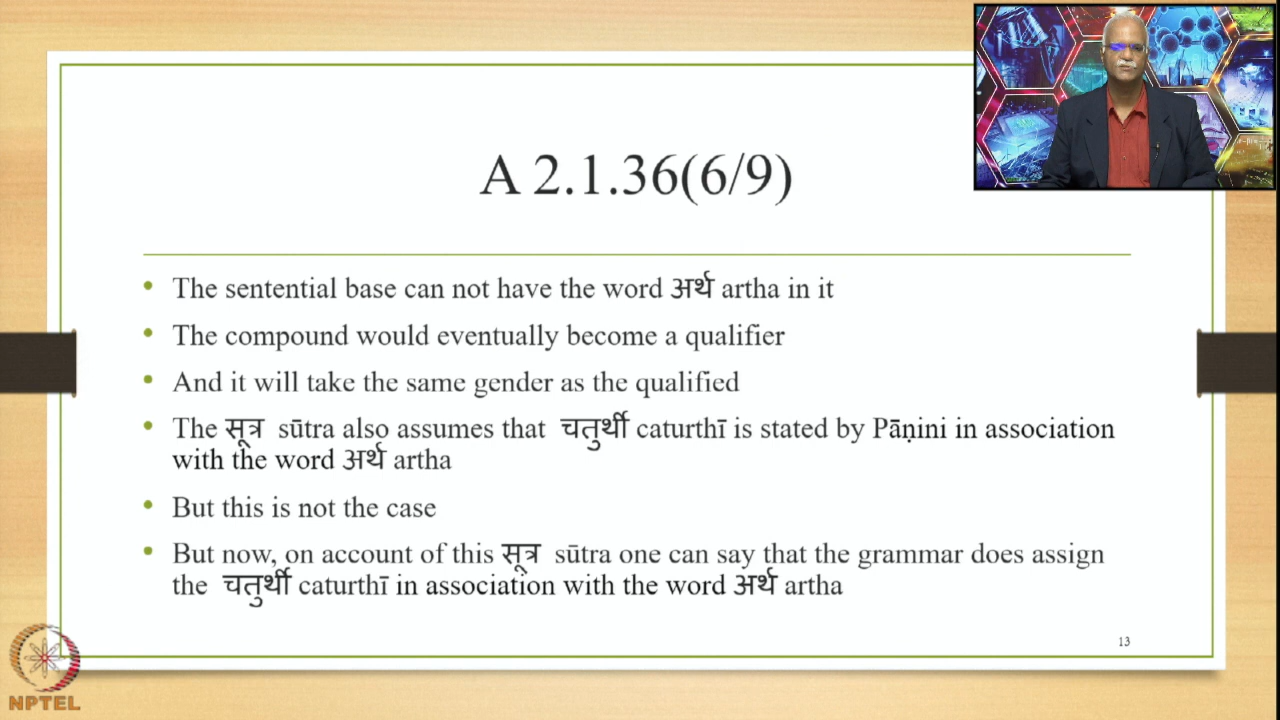 A 2.1.36(6/9)
• The sentential base can not have the word अर्थ artha in it
• The compound would eventually become a qualifier
• And it will take the same gender as the qualified
• The सूत्र sūtra also assumes that चतुर्थी caturthī is stated by Pāṇini in association
with the word अर्थ artha
• But this is not the case
• But now, on account of this सूत्र sūtra one can say that the grammar does assign
the चतुर्थी caturthī in association with the word अर्थ artha
13
NPTEL